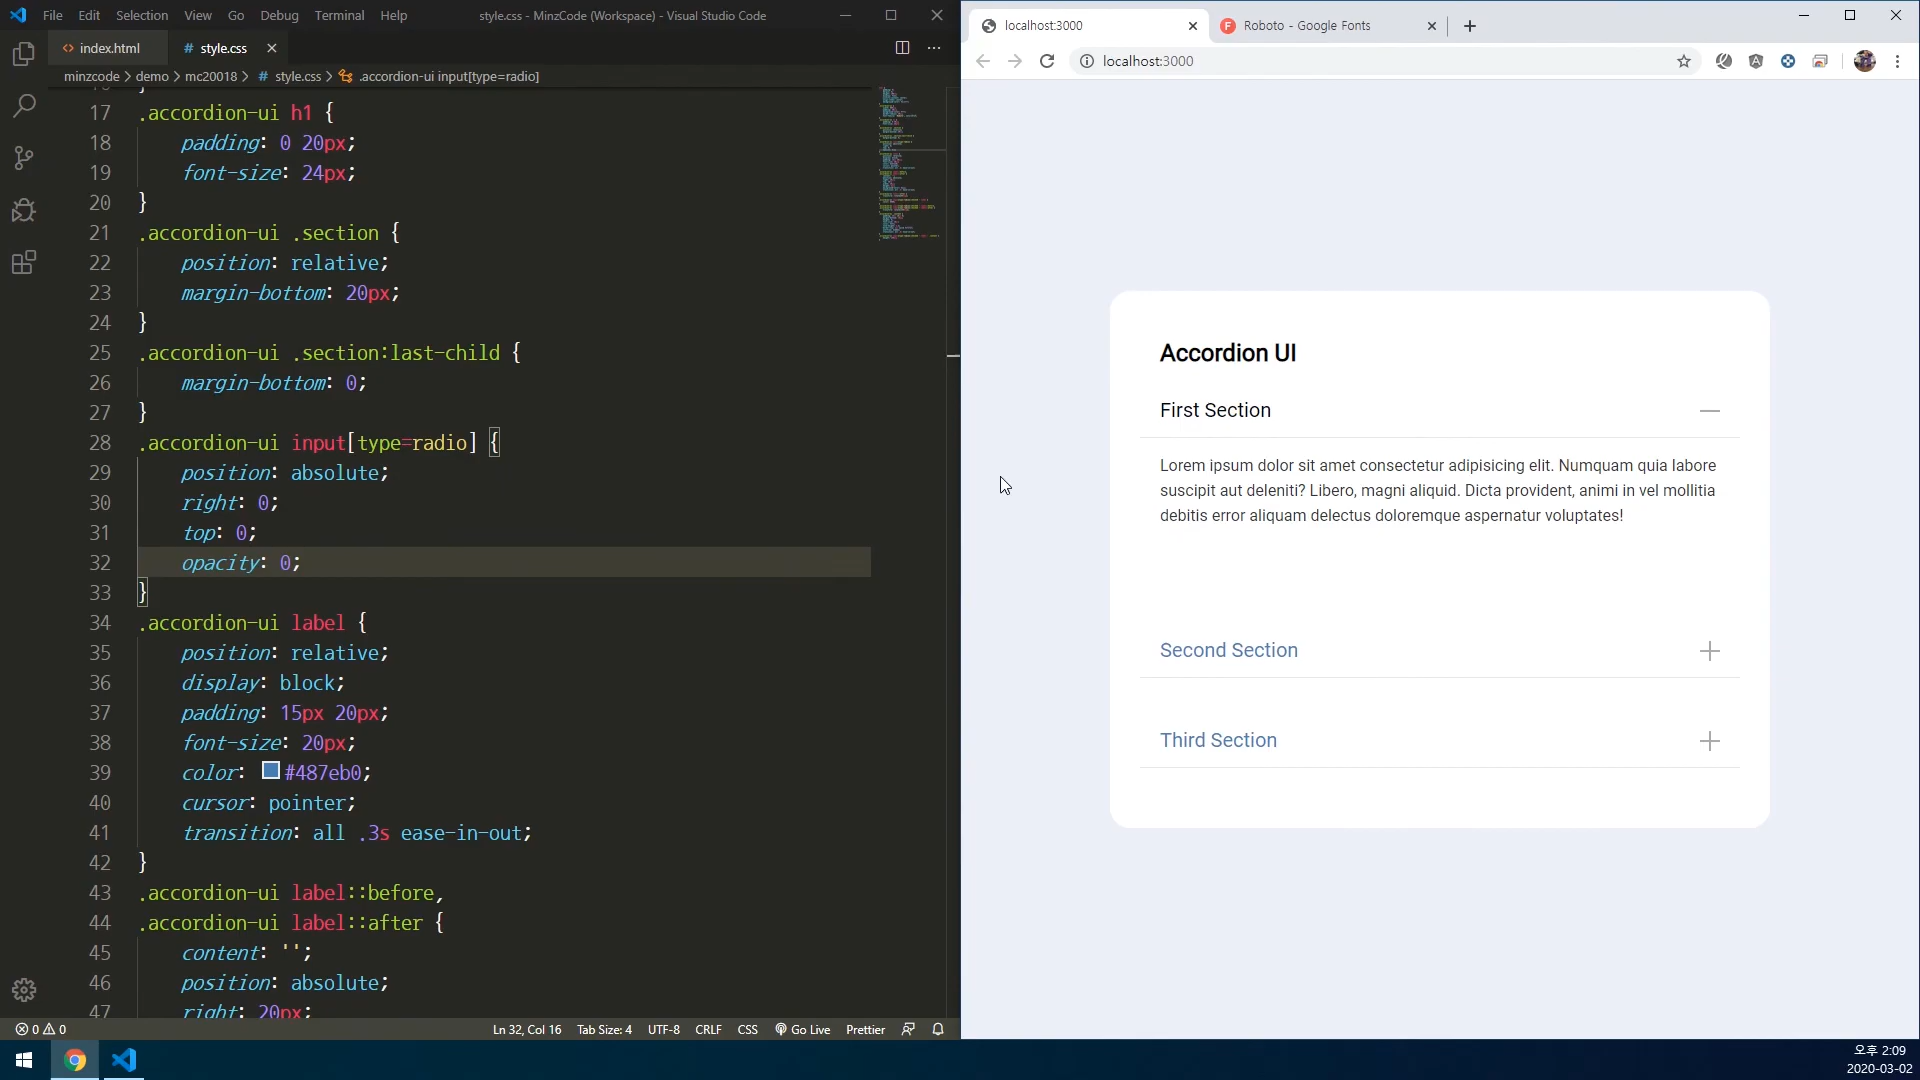 File Edit Selection View Go Debug Terminal Help
style.css - MinzCode (Workspace) - Visual Studio Code
index.html
# style.css
minzcode > demo > mc20018 > # style.css > .accordion-ui input[type=radio]
17 .accordion-ui h1 {
18 padding: 0 20px;
19 font-size: 24px;
20 }
21 .accordion-ui .section {
22 position: relative;
23 margin-bottom: 20px;
24 }
25 .accordion-ui .section:last-child {
26 margin-bottom: 0;
27 }
28 .accordion-ui input[type=radio] {
29 position: absolute;
30 right: 0;
31 top: 0;
32 opacity: 0;
33 }
34 .accordion-ui label {
35 position: relative;
36 display: block;
37 padding: 15px 20px;
38 font-size: 20px;
39 color: #487eb0;
40 cursor: pointer;
41 transition: all .3s ease-in-out;
42 }
43 .accordion-ui label::before,
44 .accordion-ui label::after {
45 content: '';
46 position: absolute;
47 right: 20px;
0 0
Ln 32, Col 16 Tab Size: 4 UTF-8 CRLF CSS Go Live Prettier
localhost:3000
Roboto - Google Fonts
localhost:3000
Accordion UI
First Section
Lorem ipsum dolor sit amet consectetur adipisicing elit. Numquam quia labore
suscipit aut deleniti? Libero, magni aliquid. Dicta provident, animi in vel mollitia
debitis error aliquam delectus doloremque aspernatur voluptates!
Second Section
Third Section
오후 2:09
2020-03-02